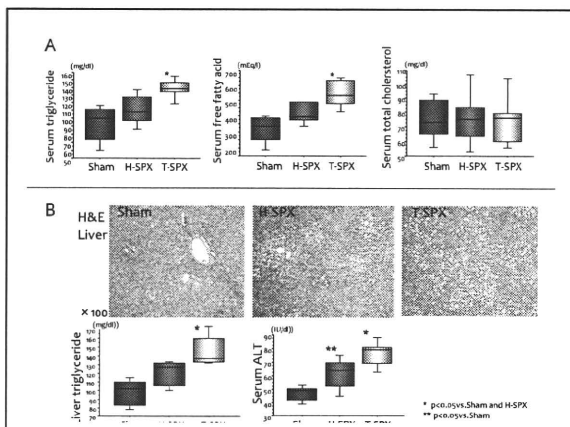 A
(mg/dl)
Serum triglyceride
160
150
140
130
120
110
100
90
80
70
60
50
Sham H-SPX T-SPX
*
(mEq/l)
Serum free fatty acid
700
600
500
400
300
200
Sham H-SPX T-SPX
*
(mg/dl)
Serum total cholersterol
110
100
90
80
70
60
50
Sham H-SPX T-SPX
B
H&E
Liver
×100
Sham
H-SPX
T-SPX
(mg/dl))
Liver triglyceride
170
160
150
140
130
120
110
100
90
80
70
*
(IU/dl))
Serum ALT
90
80
70
60
50
40
30
**
*
* p<0.05vs.Sham and H-SPX
** p<0.05vs.Sham